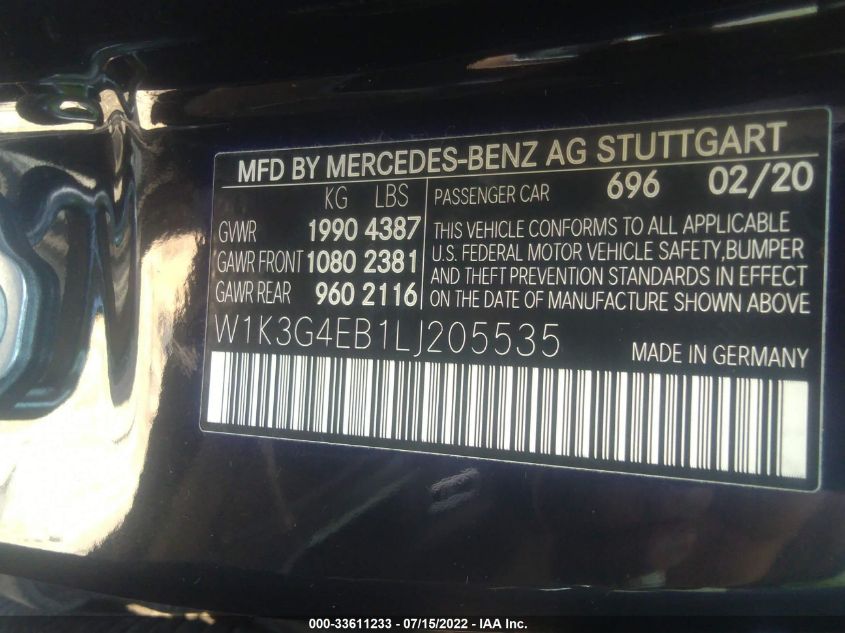 MFD BY MERCEDES-BENZ AG STUTTGART
KG LBS
GVWR 1990 4387
GAWR FRONT 1080 2381
GAWR REAR 960 2116
PASSENGER CAR 696 02/20
THIS VEHICLE CONFORMS TO ALL APPLICABLE
U.S. FEDERAL MOTOR VEHICLE SAFETY,BUMPER
AND THEFT PREVENTION STANDARDS IN EFFECT
ON THE DATE OF MANUFACTURE SHOWN ABOVE
W1K3G4EB1LJ205535
MADE IN GERMANY
000-33611233 - 07/15/2022 - IAA Inc.